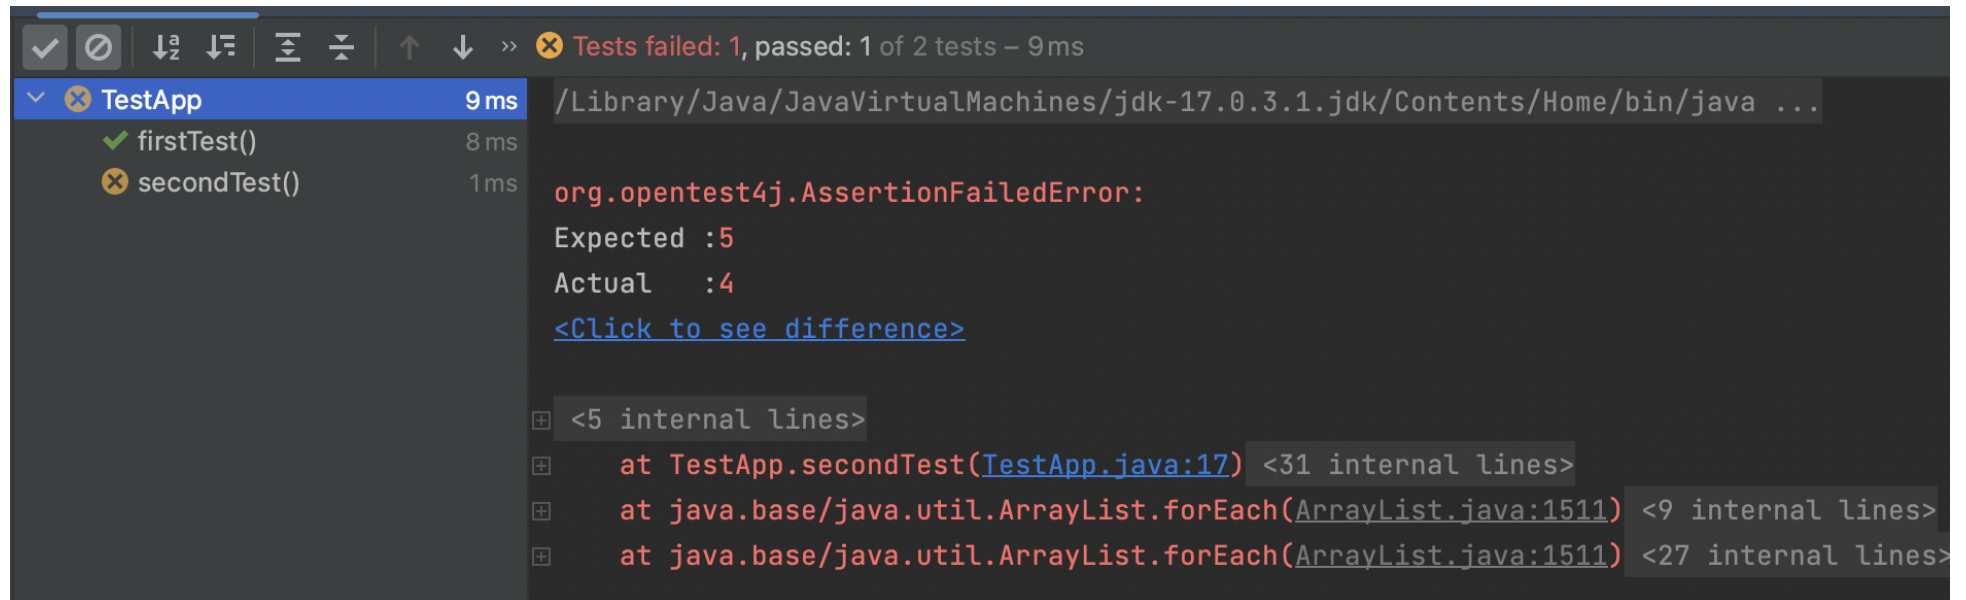 Tests failed: 1, passed: 1 of 2 tests – 9ms
TestApp 9 ms
firstTest() 8 ms
secondTest() 1 ms
/Library/Java/JavaVirtualMachines/jdk-17.0.3.1.jdk/Contents/Home/bin/java ...
org.opentest4j.AssertionFailedError:
Expected :5
Actual   :4
<Click to see difference>
<5 internal lines>
at TestApp.secondTest(TestApp.java:17) <31 internal lines>
at java.base/java.util.ArrayList.forEach(ArrayList.java:1511) <9 internal lines>
at java.base/java.util.ArrayList.forEach(ArrayList.java:1511) <27 internal lines>